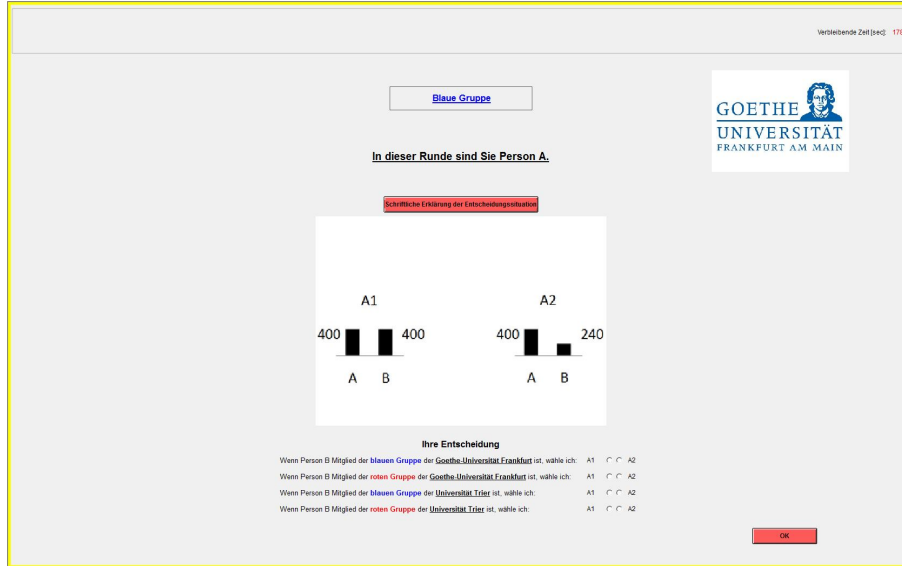 Verbleibende Zeit [sec]: 178
Blaue Gruppe
GOETHE
UNIVERSITÄT
FRANKFURT AM MAIN
In dieser Runde sind Sie Person A.
Schriftliche Erklärung der Entscheidungssituation
A1 A2
400 400 400 240
A B A B
Ihre Entscheidung
Wenn Person B Mitglied der blauen Gruppe der Goethe-Universität Frankfurt ist, wähle ich: A1 A2
Wenn Person B Mitglied der roten Gruppe der Goethe-Universität Frankfurt ist, wähle ich: A1 A2
Wenn Person B Mitglied der blauen Gruppe der Universität Trier ist, wähle ich: A1 A2
Wenn Person B Mitglied der roten Gruppe der Universität Trier ist, wähle ich: A1 A2
OK